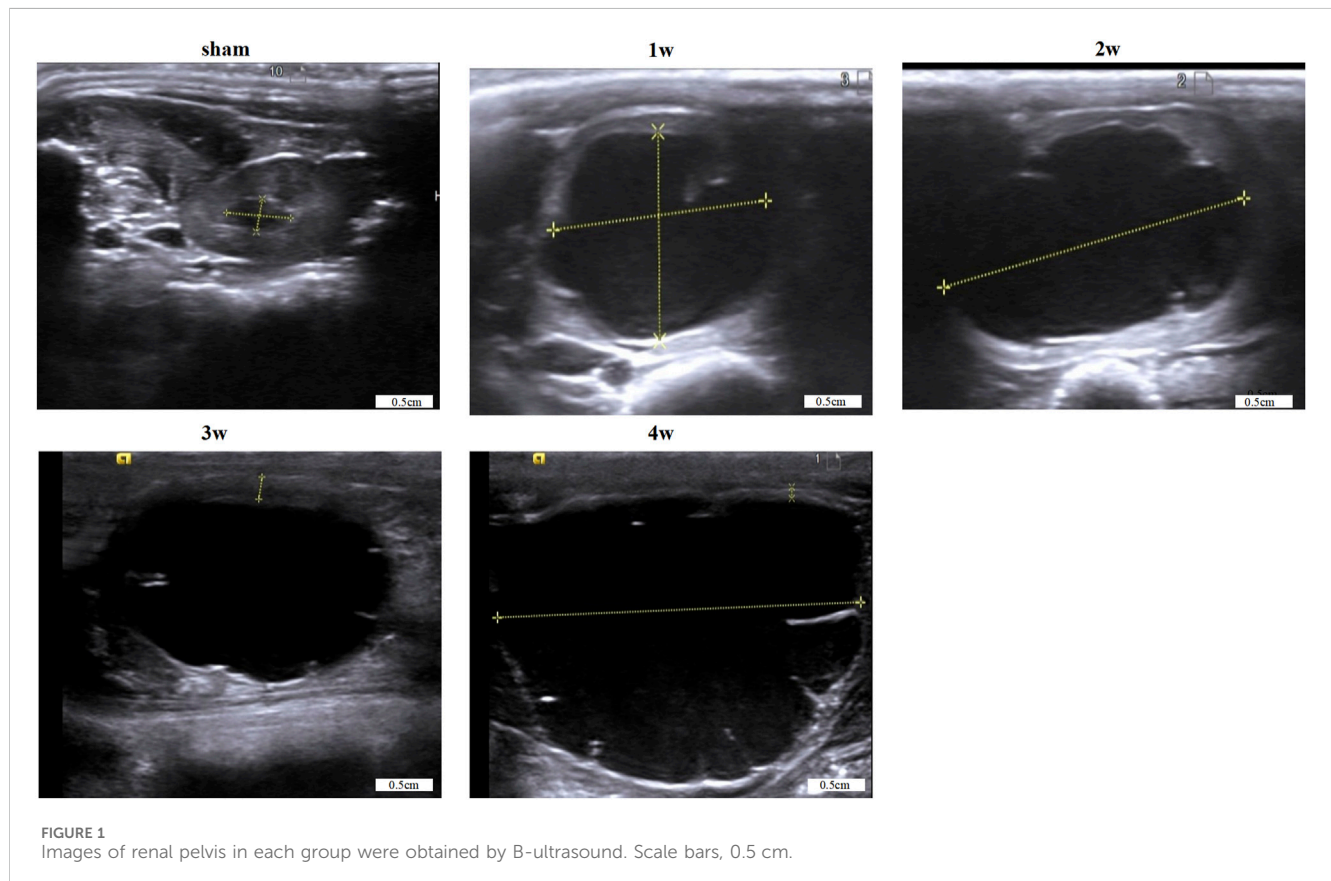 sham
1w
2w
10
3
2
0.5cm
0.5cm
0.5cm
3w
4w
1
0.5cm
0.5cm
FIGURE 1
Images of renal pelvis in each group were obtained by B-ultrasound. Scale bars, 0.5 cm.